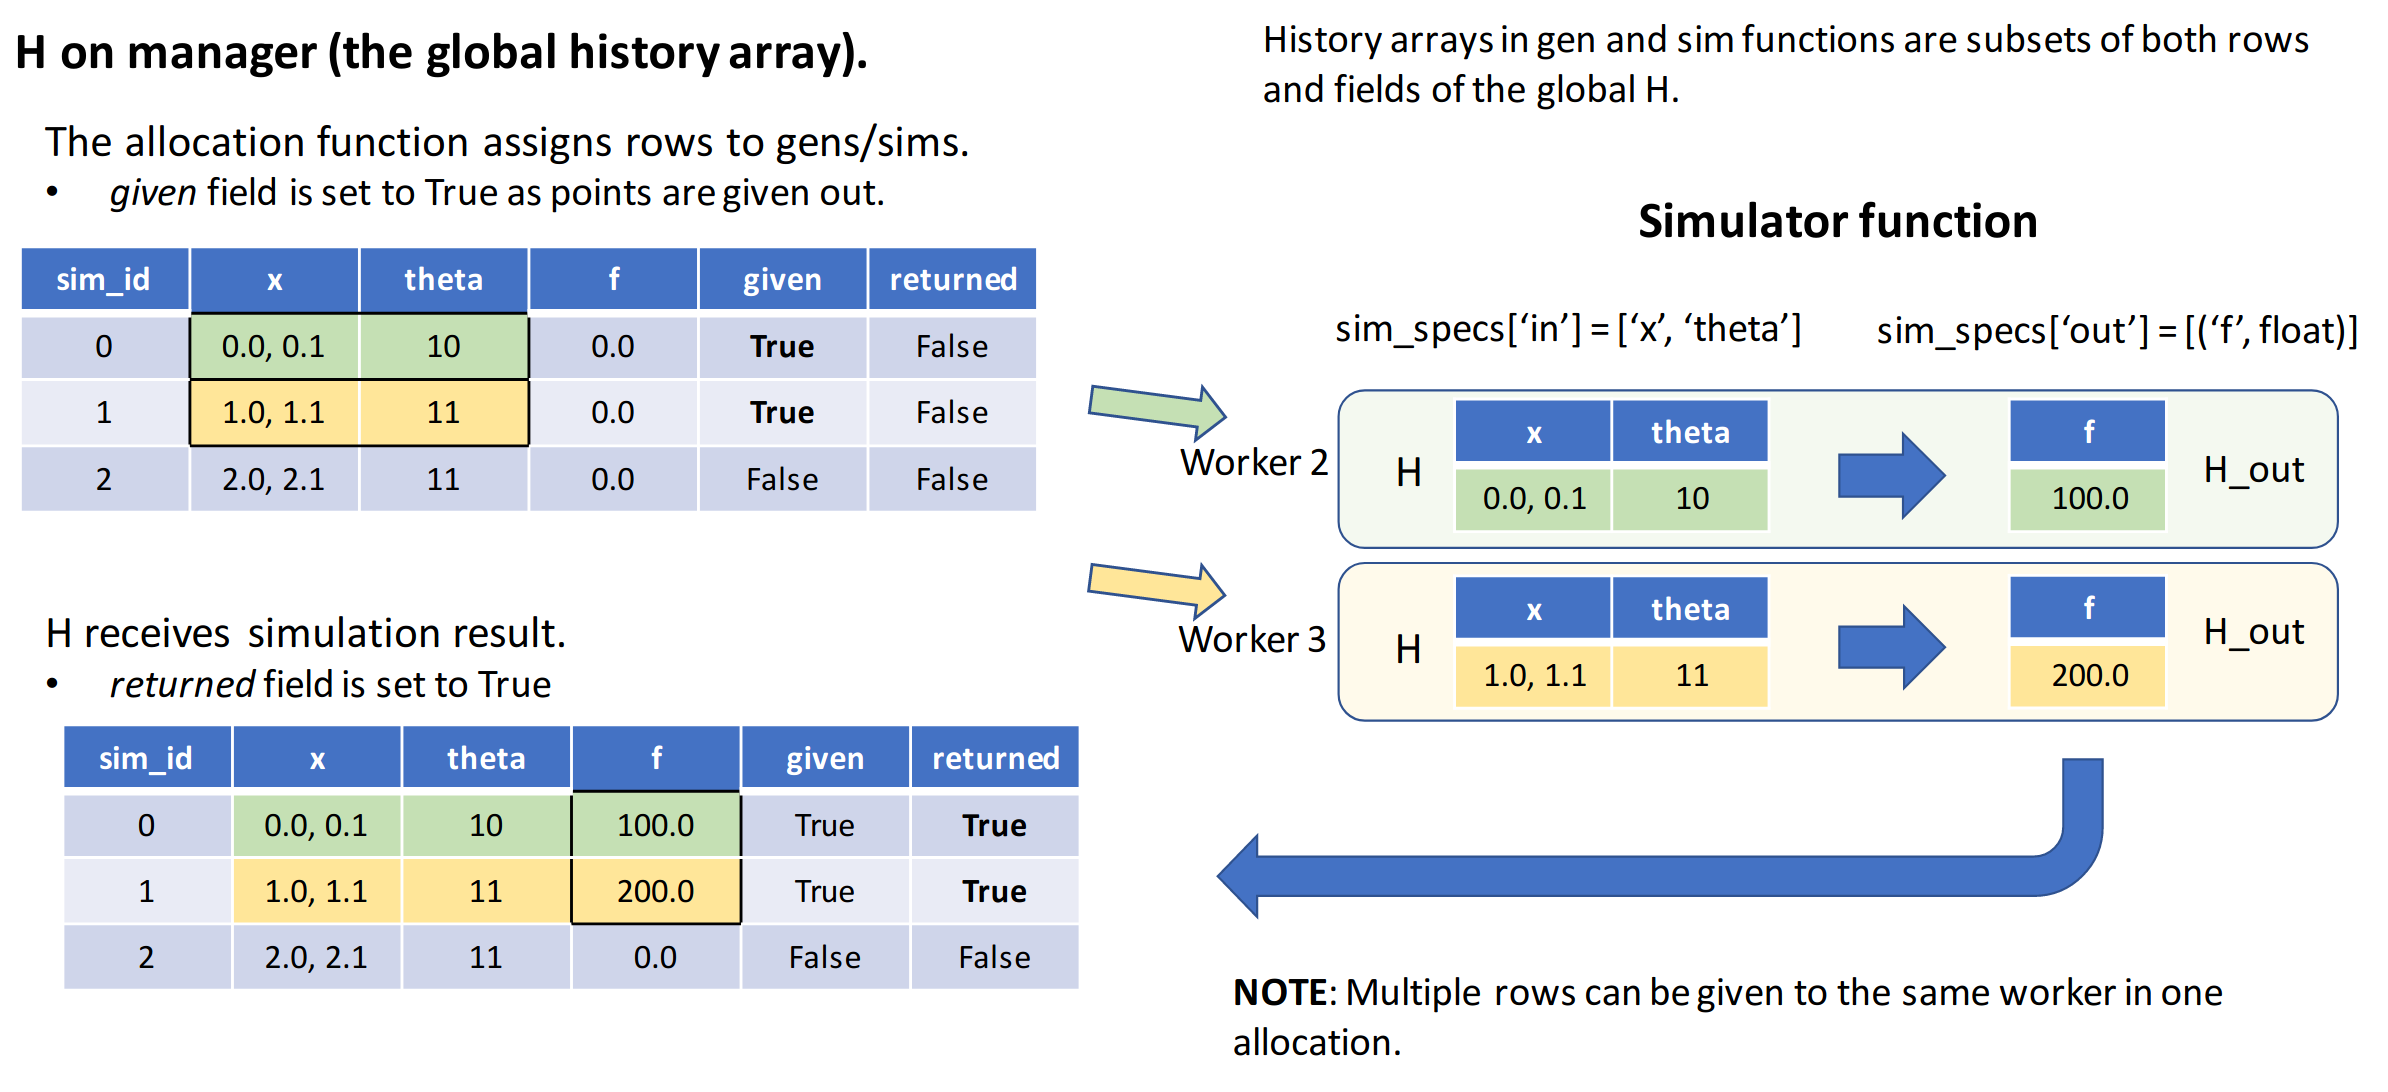 H on manager (the global history array).
The allocation function assigns rows to gens/sims.
• given field is set to True as points are given out.
sim_id x theta f given returned
0 0.0, 0.1 10 0.0 True False
1 1.0, 1.1 11 0.0 True False
2 2.0, 2.1 11 0.0 False False
H receives simulation result.
• returned field is set to True
sim_id x theta f given returned
0 0.0, 0.1 10 100.0 True True
1 1.0, 1.1 11 200.0 True True
2 2.0, 2.1 11 0.0 False False
History arrays in gen and sim functions are subsets of both rows
and fields of the global H.
Simulator function
sim_specs[‘in’] = [‘x’, ‘theta’]
sim_specs[‘out’] = [(‘f’, float)]
Worker 2
H
x theta
0.0, 0.1 10
f
100.0
H_out
Worker 3
H
x theta
1.0, 1.1 11
f
200.0
H_out
NOTE: Multiple rows can be given to the same worker in one
allocation.